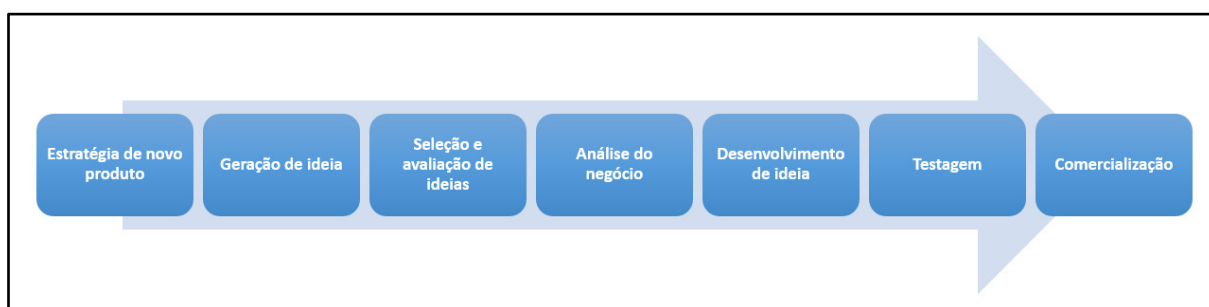 Estratégia de novo
produto
Geração de ideia
Seleção e
avaliação de
ideias
Análise do
negócio
Desenvolvimento
de ideia
Testagem
Comercialização